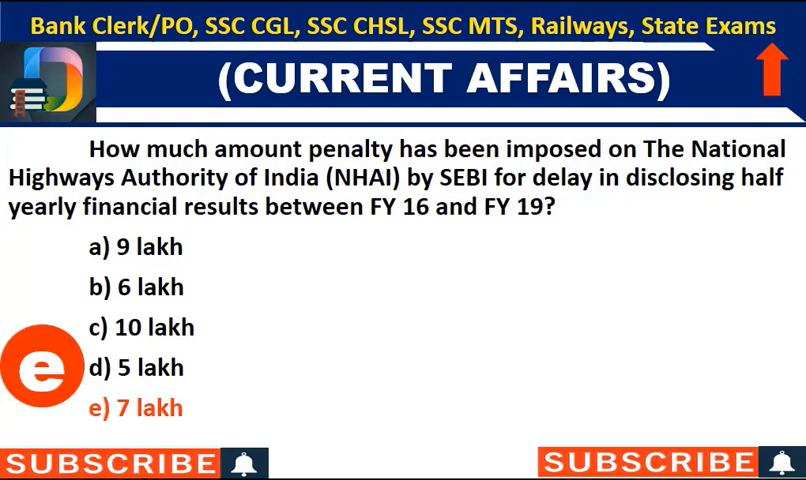 Bank Clerk/PO, SSC CGL, SSC CHSL, SSC MTS, Railways, State Exams
(CURRENT AFFAIRS)
How much amount penalty has been imposed on The National
Highways Authority of India (NHAI) by SEBI for delay in disclosing half
yearly financial results between FY 16 and FY 19?
a) 9 lakh
b) 6 lakh
c) 10 lakh
d) 5 lakh
e
e) 7 lakh
SUBSCRIBE
SUBSCRIBE